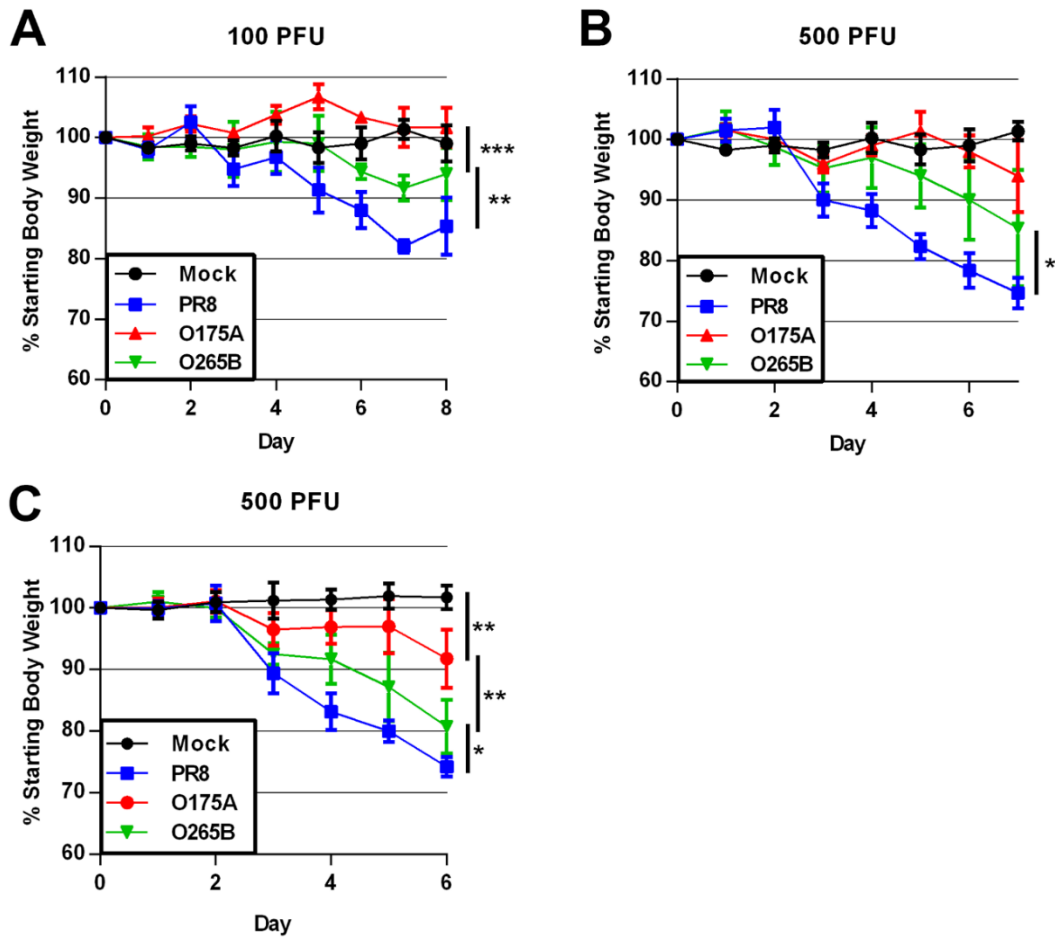 A
100 PFU
% Starting Body Weight
110
100
90
80
70
60
Mock
PR8
O175A
O265B
***
**
0 2 4 6 8
Day
B
500 PFU
% Starting Body Weight
110
100
90
80
70
60
Mock
PR8
O175A
O265B
*
0 2 4 6
Day
C
500 PFU
% Starting Body Weight
110
100
90
80
70
60
Mock
PR8
O175A
O265B
**
**
*
0 2 4 6
Day